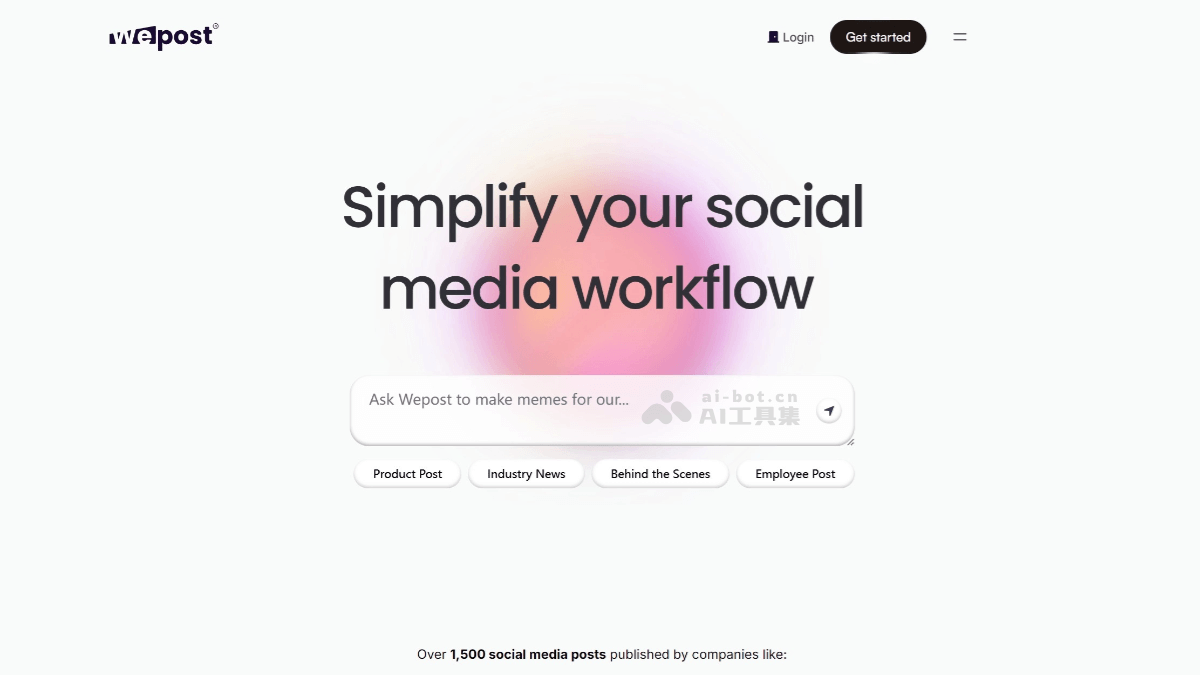 wepost
Login
Get started
Simplify your social
media workflow
Ask Wepost to make memes for our...
ai-bot.cn
AI工具集
Product Post
Industry News
Behind the Scenes
Employee Post
Over 1,500 social media posts published by companies like: